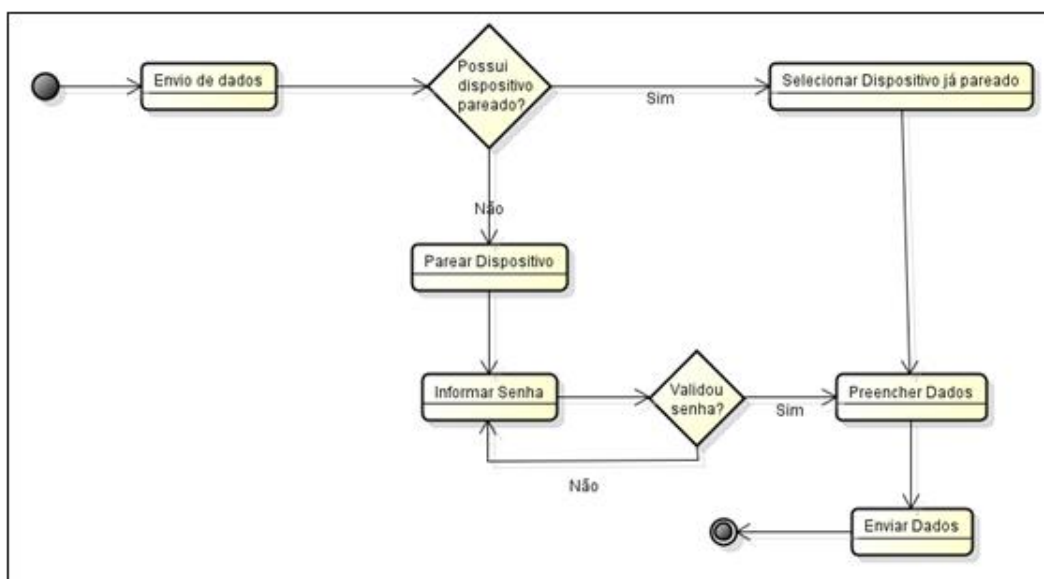 Envio de dados
Possui
dispositivo
pareado?
Sim
Selecionar Dispositivo já pareado
Não
Parear Dispositivo
Informar Senha
Validou
senha?
Sim
Preencher Dados
Não
Enviar Dados